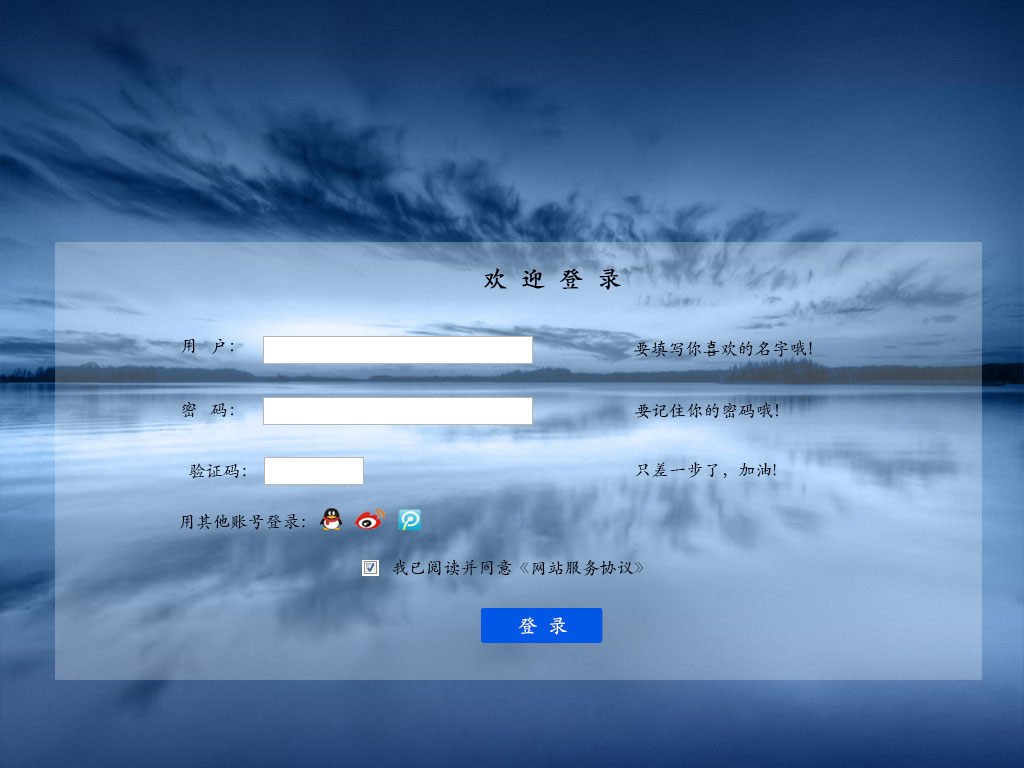 欢 迎 登 录
用 户： 要填写你喜欢的名字哦!
密 码： 要记住你的密码哦!
验证码： 只差一步了，加油!
用其他账号登录：
我已阅读并同意《网站服务协议》
登 录